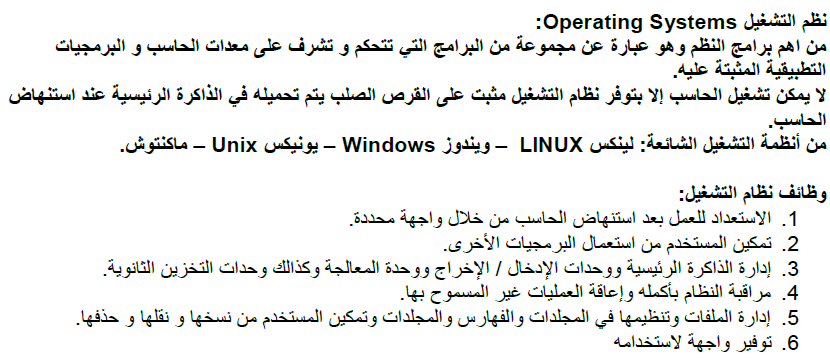 نظم التشغيل Operating Systems:
من اهم برامج النظم وهو عبارة عن مجموعة من البرامج التي تتحكم و تشرف على معدات الحاسب و البرمجيات
التطبيقية المثبتة عليه.
لا يمكن تشغيل الحاسب إلا بتوفر نظام التشغيل مثبت على القرص الصلب يتم تحميله في الذاكرة الرئيسية عند استنهاض
الحاسب.
من أنظمة التشغيل الشائعة: لينكس LINUX – ويندوز Windows – يونيكس Unix – ماكنتوش.
وظائف نظام التشغيل:
1. الاستعداد للعمل بعد استنهاض الحاسب من خلال واجهة محددة.
2. تمكين المستخدم من استعمال البرمجيات الأخرى.
3. إدارة الذاكرة الرئيسية ووحدات الإدخال / الإخراج ووحدة المعالجة وكذالك وحدات التخزين الثانوية.
4. مراقبة النظام بأكمله وإعاقة العمليات غير المسموح بها.
5. إدارة الملفات وتنظيمها في المجلدات والفهارس والمجلدات وتمكين المستخدم من نسخها و نقلها و حذفها.
6. توفير واجهة لاستخدامه